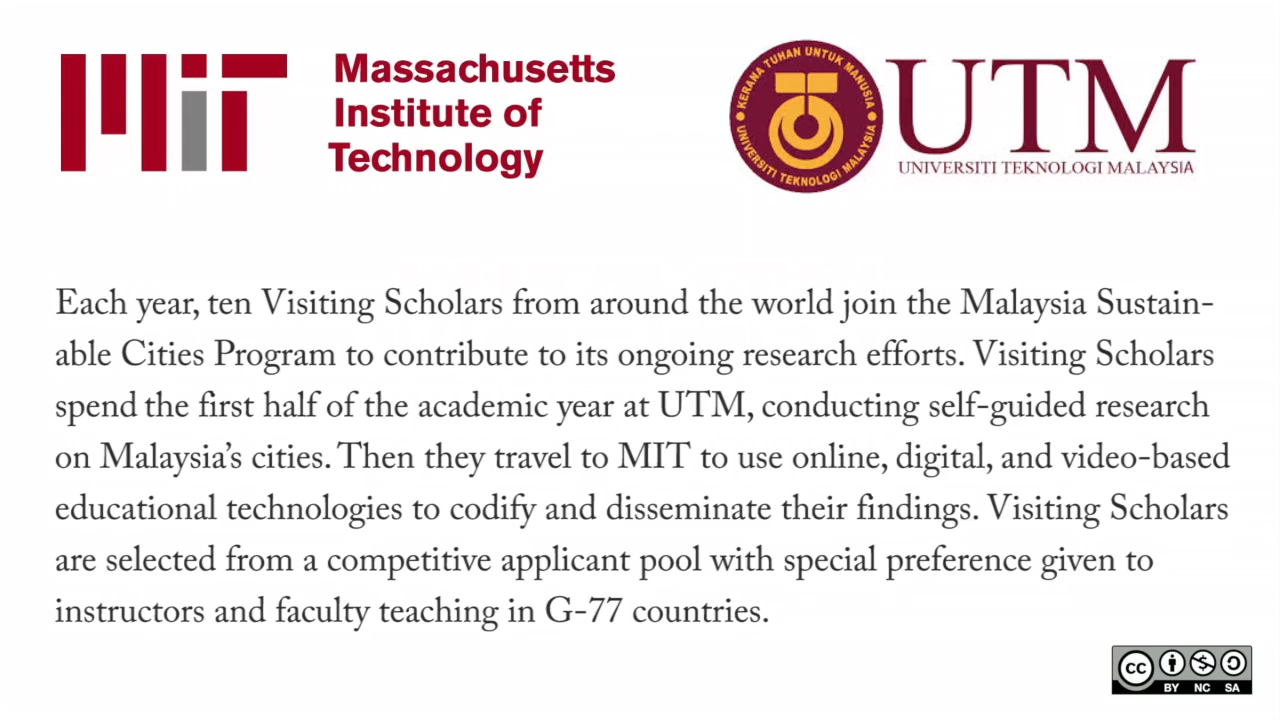 MIT
Massachusetts
Institute of
Technology
KERANA TUHAN UNTUK MANUSIA
UNIVERSITI TEKNOLOGI MALAYSIA
UTM
UNIVERSITI TEKNOLOGI MALAYSIA
Each year, ten Visiting Scholars from around the world join the Malaysia Sustain-
able Cities Program to contribute to its ongoing research efforts. Visiting Scholars
spend the first half of the academic year at UTM, conducting self-guided research
on Malaysia’s cities. Then they travel to MIT to use online, digital, and video-based
educational technologies to codify and disseminate their findings. Visiting Scholars
are selected from a competitive applicant pool with special preference given to
instructors and faculty teaching in G-77 countries.
cc
BY NC SA